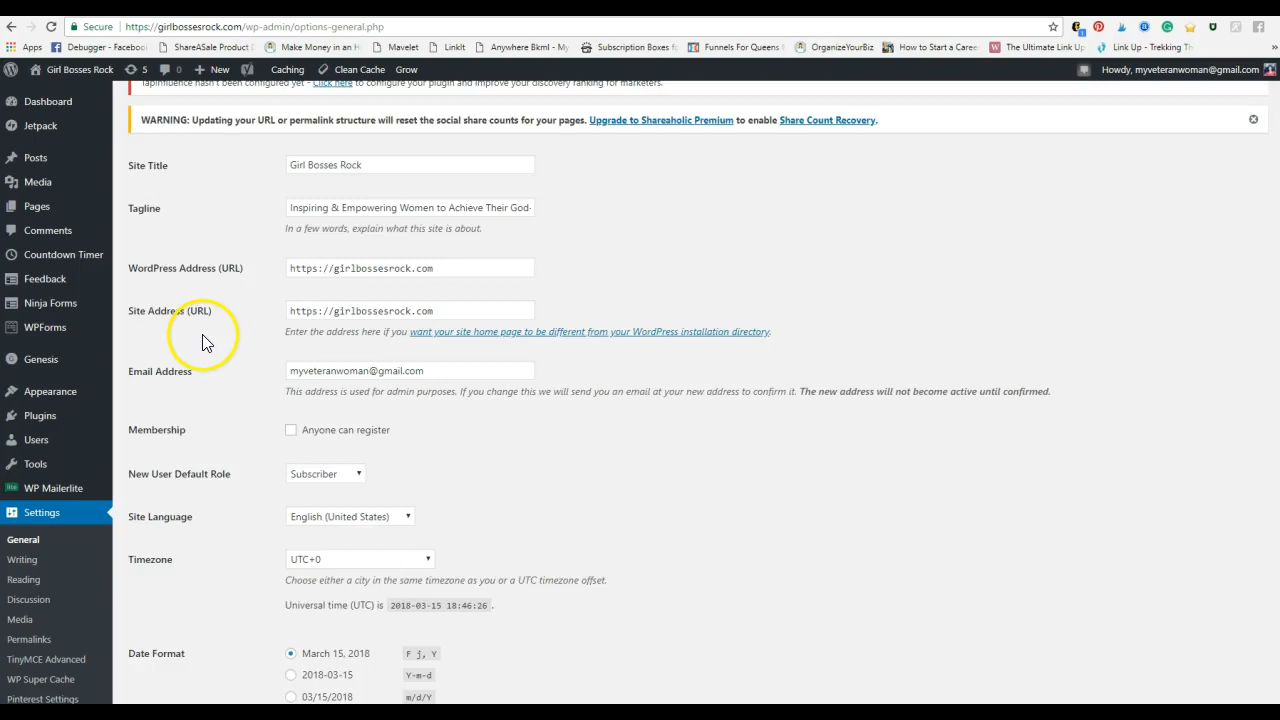 Secure https://girlbossesrock.com/wp-admin/options-general.php
Apps Debugger - Faceboo ShareASale Product D Make Money in an H Mavelet LinkIt Anywhere Bkml - My Subscription Boxes fo Funnels For Queens OrganizeYourBiz How to Start a Caree The Ultimate Link Up Link Up - Trekking Th
Girl Bosses Rock 5 0 New Caching Clean Cache Grow Howdy, myveteranwoman@gmail.com
TapInfluence hasn't been configured yet - Click here to configure your plugin and improve your discovery ranking for marketers.
WARNING: Updating your URL or permalink structure will reset the social share counts for your pages. Upgrade to Shareaholic Premium to enable Share Count Recovery.
Dashboard
Jetpack
Posts
Media
Pages
Comments
Countdown Timer
Feedback
Ninja Forms
WPForms
Genesis
Appearance
Plugins
Users
Tools
lite WP Mailerlite
Settings
General
Writing
Reading
Discussion
Media
Permalinks
TinyMCE Advanced
WP Super Cache
Pinterest Settings
Site Title Girl Bosses Rock
Tagline Inspiring & Empowering Women to Achieve Their God-
In a few words, explain what this site is about.
WordPress Address (URL) https://girlbossesrock.com
Site Address (URL) https://girlbossesrock.com
Enter the address here if you want your site home page to be different from your WordPress installation directory.
Email Address myveteranwoman@gmail.com
This address is used for admin purposes. If you change this we will send you an email at your new address to confirm it. The new address will not become active until confirmed.
Membership Anyone can register
New User Default Role Subscriber
Site Language English (United States)
Timezone UTC+0
Choose either a city in the same timezone as you or a UTC timezone offset.
Universal time (UTC) is 2018-03-15 18:46:26 .
Date Format March 15, 2018 F j, Y
2018-03-15 Y-m-d
03/15/2018 m/d/Y